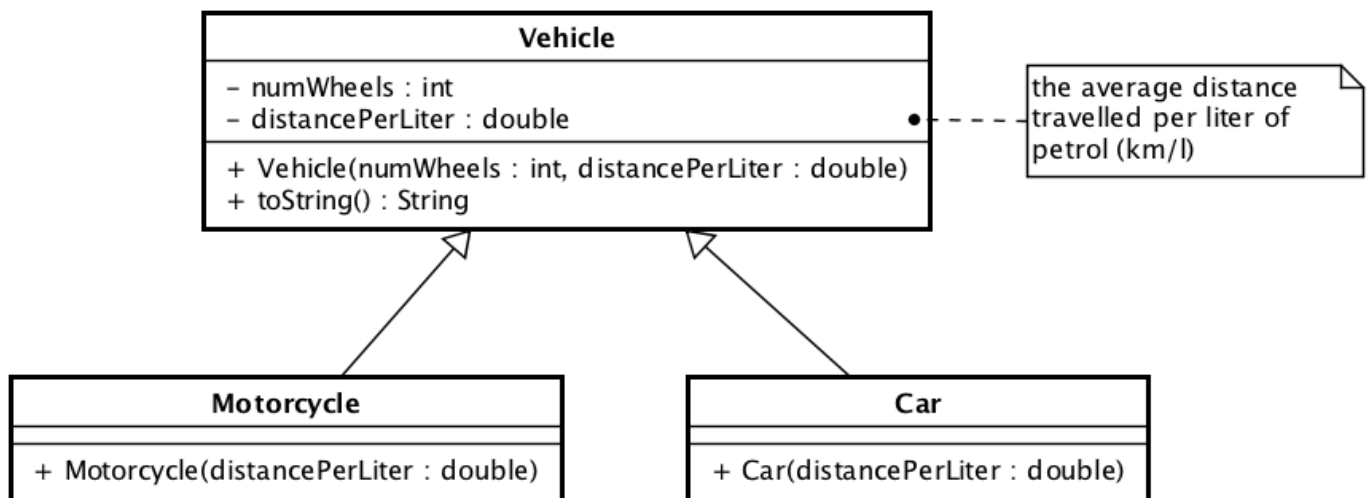 Vehicle
– numWheels : int
– distancePerLiter : double
+ Vehicle(numWheels : int, distancePerLiter : double)
+ toString() : String
the average distance
travelled per liter of
petrol (km/l)
Motorcycle
+ Motorcycle(distancePerLiter : double)
Car
+ Car(distancePerLiter : double)